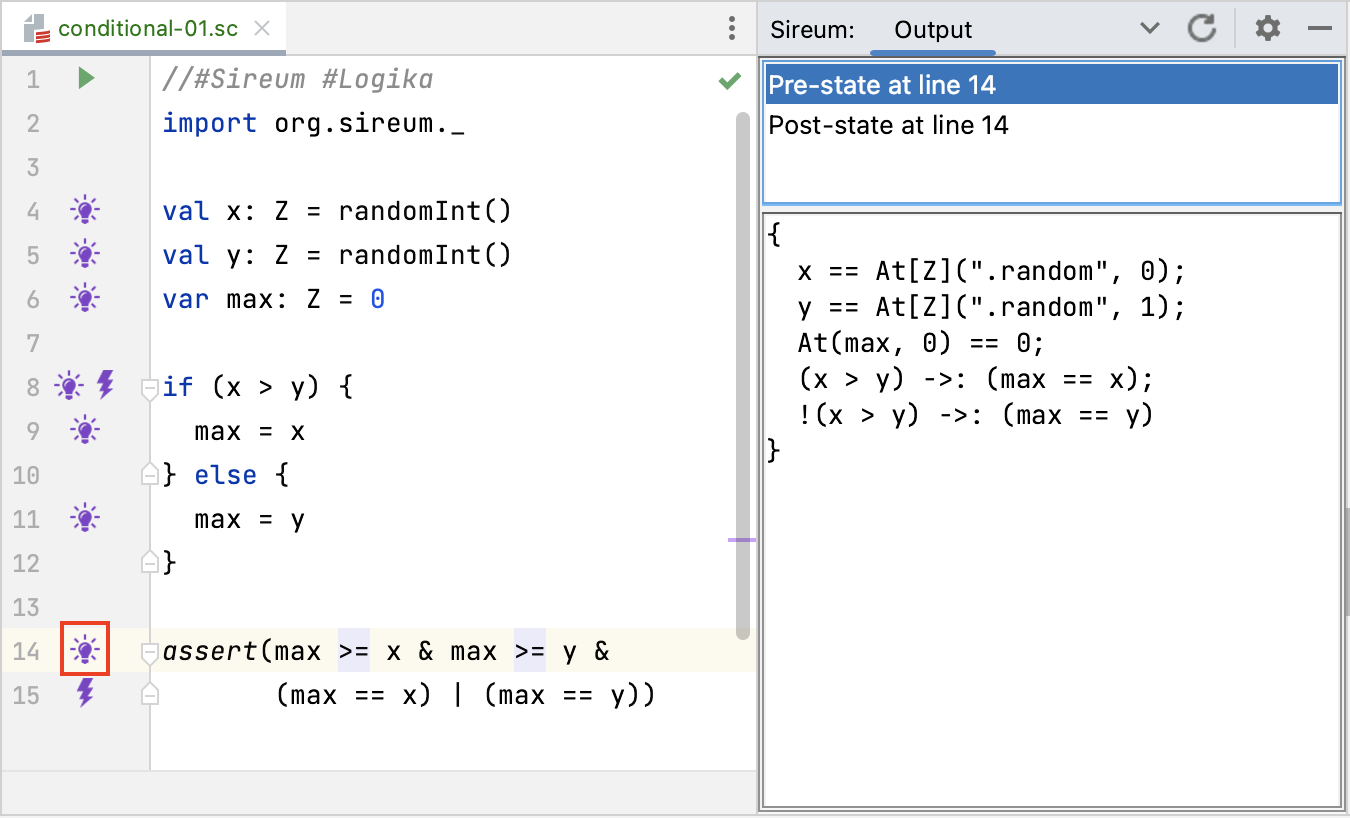 conditional-01.sc
1 //#Sireum #Logika
2 import org.sireum._
3
4 val x: Z = randomInt()
5 val y: Z = randomInt()
6 var max: Z = 0
7
8 if (x > y) {
9   max = x
10 } else {
11   max = y
12 }
13
14 assert(max >= x & max >= y &
15        (max == x) | (max == y))
Sireum: Output
Pre-state at line 14
Post-state at line 14
{
  x == At[Z](".random", 0);
  y == At[Z](".random", 1);
  At(max, 0) == 0;
  (x > y) ->: (max == x);
  !(x > y) ->: (max == y)
}